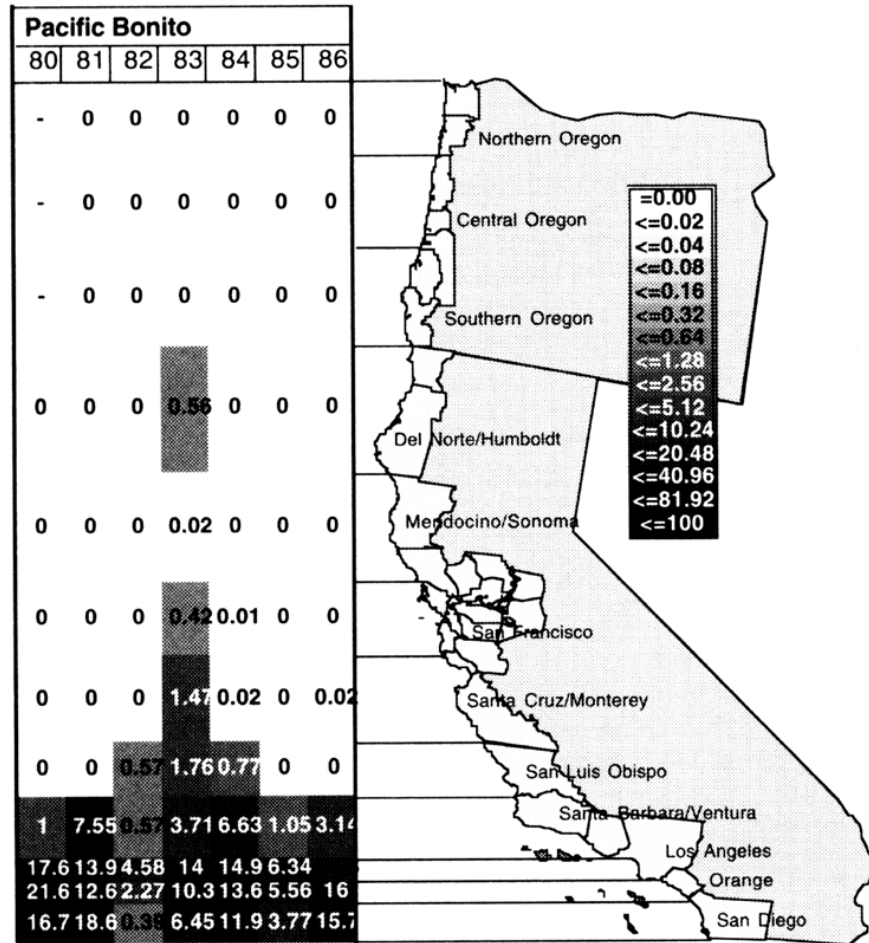 Pacific Bonito
80 81 82 83 84 85 86
- 0 0 0 0 0 0
Northern Oregon
- 0 0 0 0 0 0
Central Oregon
- 0 0 0 0 0 0
Southern Oregon
0 0 0 0.56 0 0 0
Del Norte/Humboldt
0 0 0 0.02 0 0 0
Mendocino/Sonoma
0 0 0 0.42 0.01 0 0
San Francisco
0 0 0 1.47 0.02 0 0.02
Santa Cruz/Monterey
0 0 0.57 1.76 0.77 0 0
San Luis Obispo
1 7.55 0.57 3.71 6.63 1.05 3.14
Santa Barbara/Ventura
17.6 13.9 4.58 14 14.9 6.34
Los Angeles
21.6 12.6 2.27 10.3 13.6 5.56 16
Orange
16.7 18.6 6.45 11.9 3.77 15.7
San Diego
=0.00
<=0.02
<=0.04
<=0.08
<=0.16
<=0.32
<=0.64
<=1.28
<=2.56
<=5.12
<=10.24
<=20.48
<=40.96
<=81.92
<=100